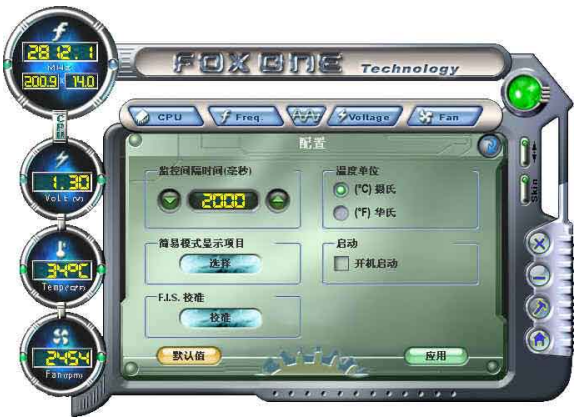 FOX ONE Technology
2812.1
MHZ
200.9 x 14.0
CPU
1.30
Volt (V)
34°C
Temp(°C/°F)
2454
Fan(rpm)
CPU
Freq.
Voltage
Fan
配置
监控间隔时间(毫秒)
2000
温度单位
(°C) 摄氏
(°F) 华氏
简易模式显示项目
选择
启动
开机启动
F.I.S. 校准
校准
默认值
应用
Skin